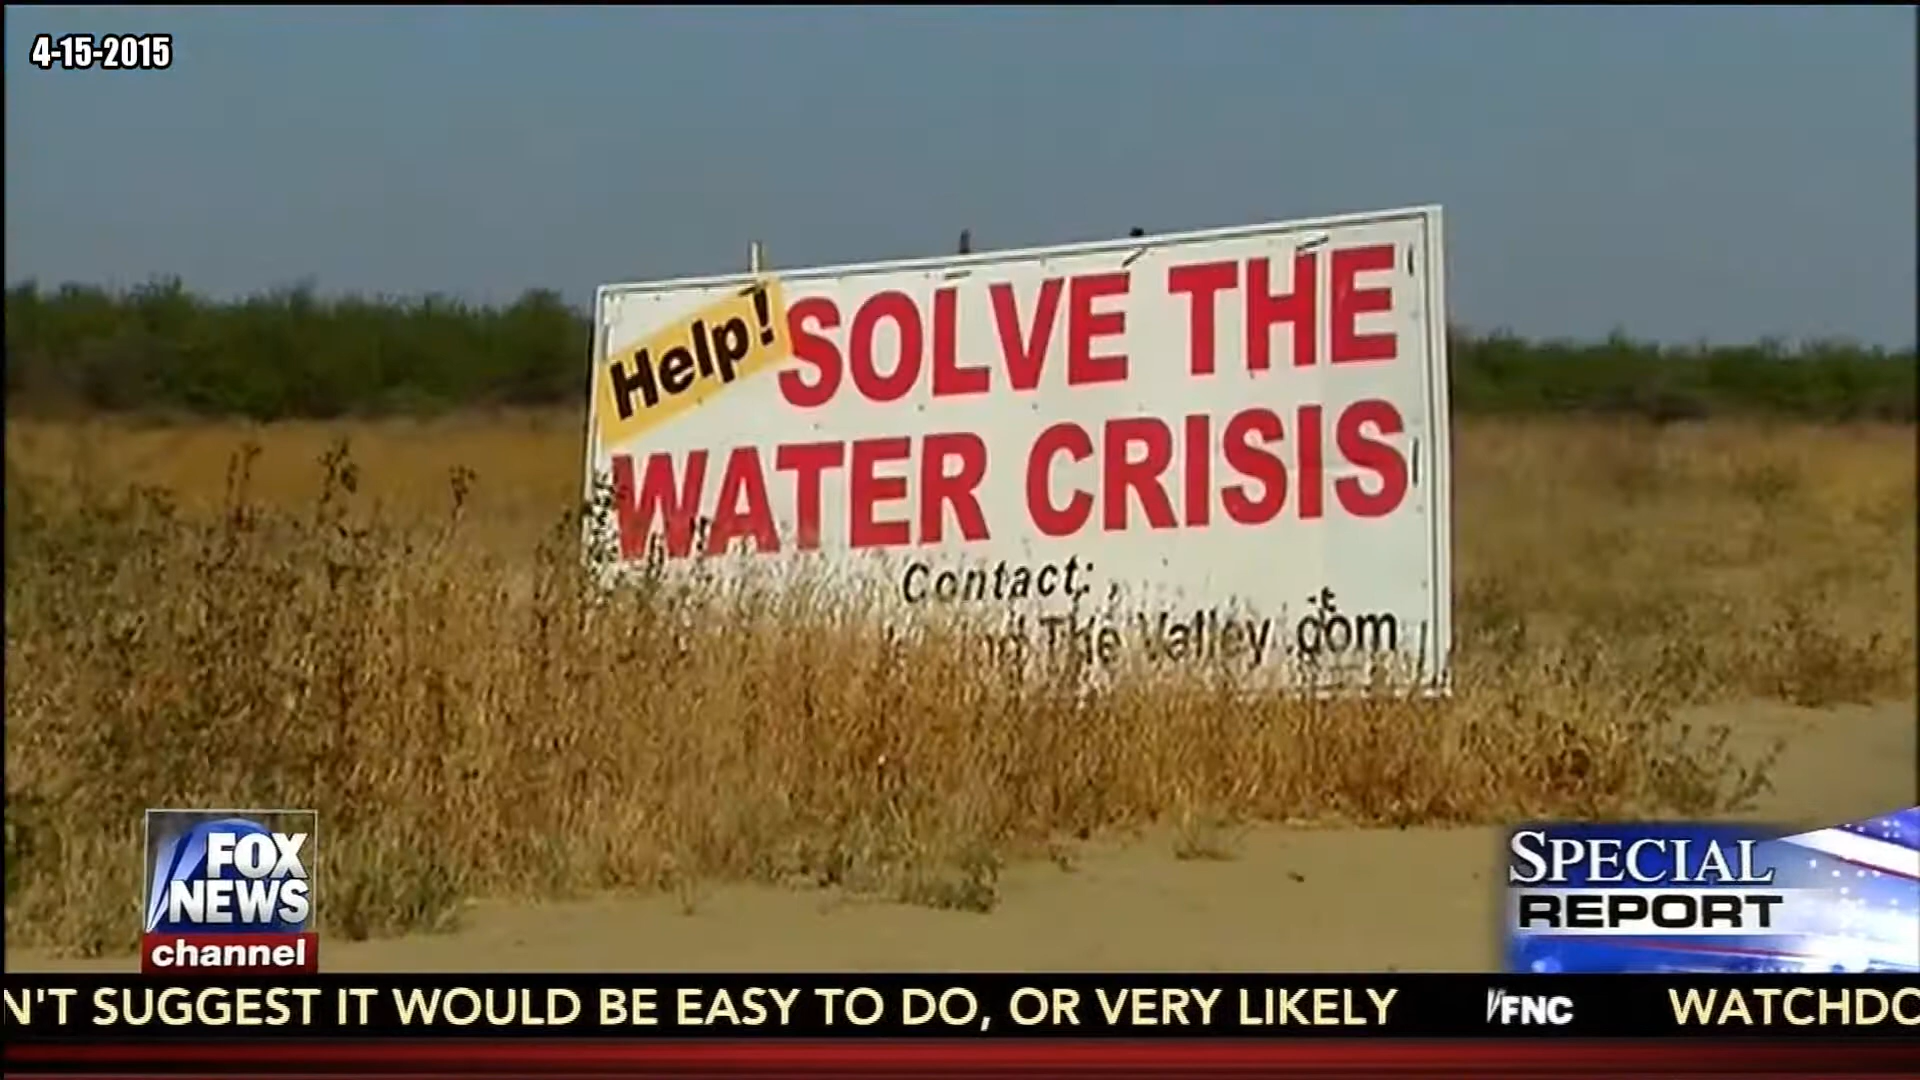 4-15-2015
Help! SOLVE THE
WATER CRISIS
Contact:
The Valley.com
FOX
NEWS
channel
SPECIAL
REPORT
N'T SUGGEST IT WOULD BE EASY TO DO, OR VERY LIKELY FNC WATCHDO